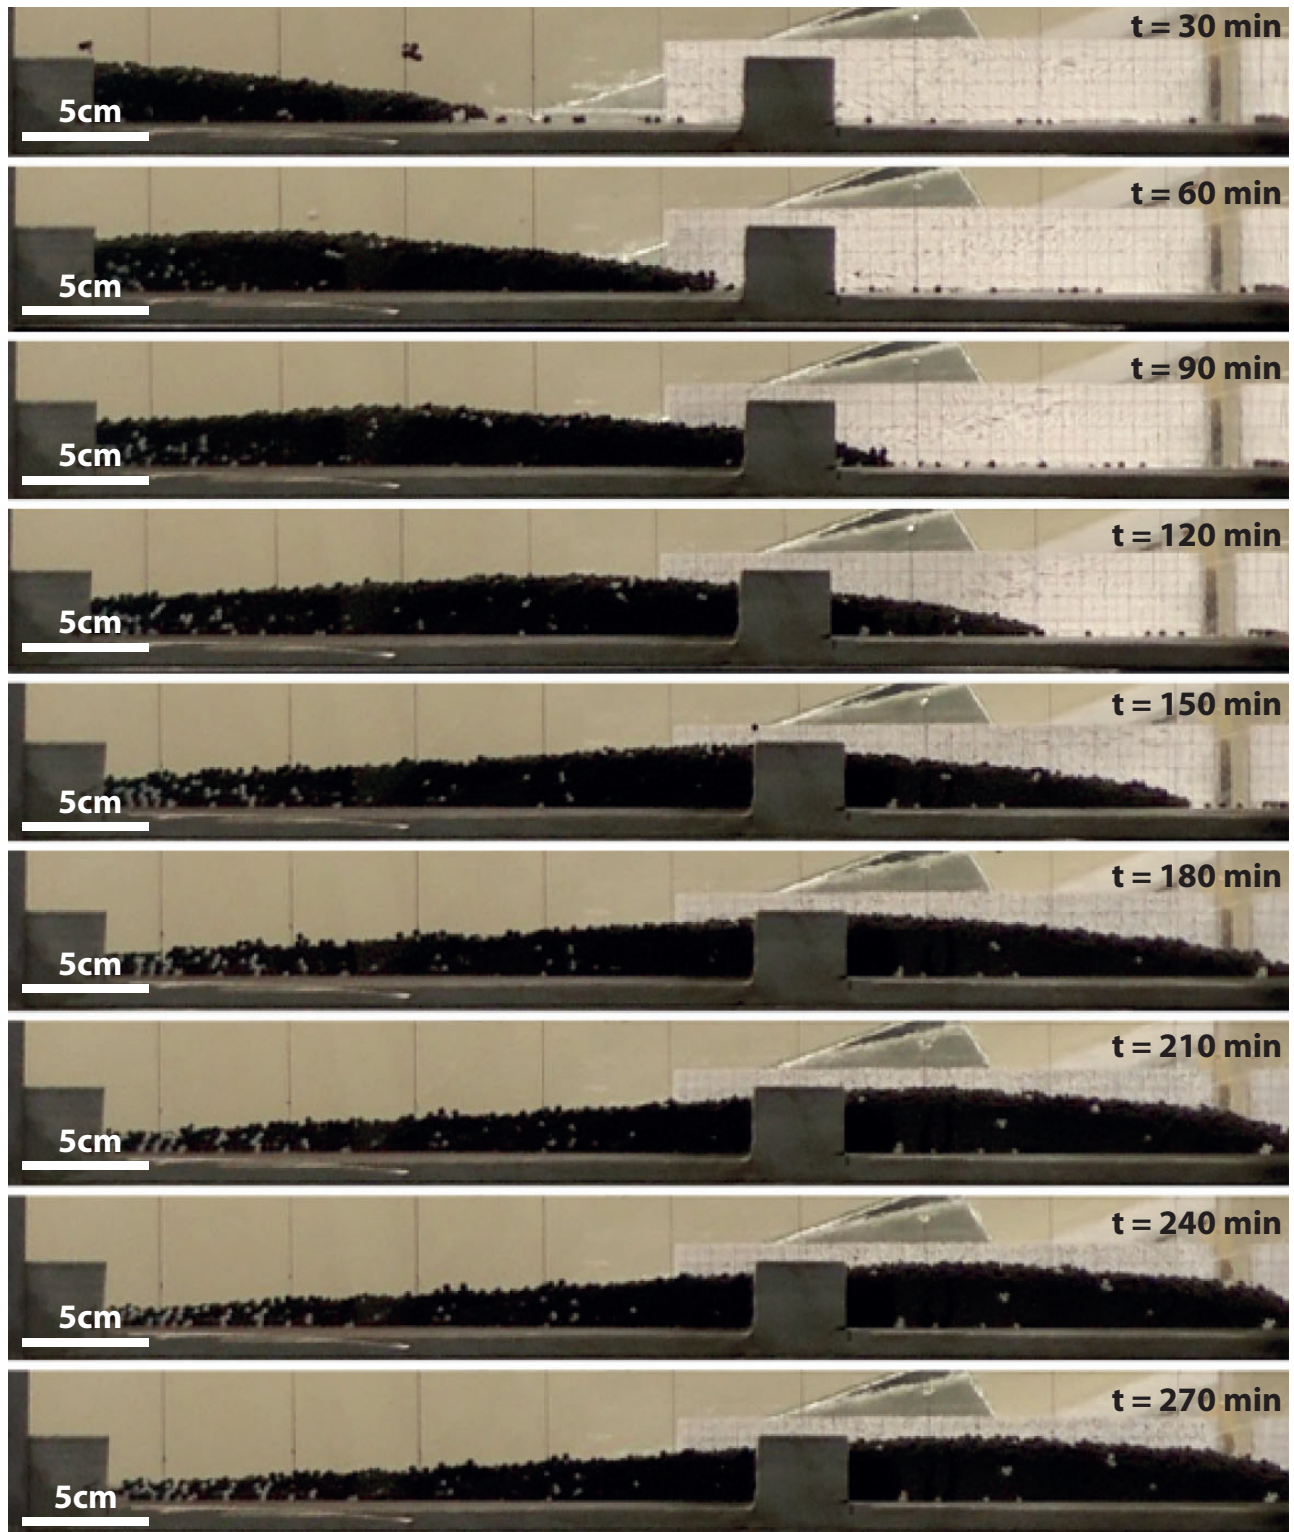 t = 30 min
5cm
t = 60 min
5cm
t = 90 min
5cm
t = 120 min
5cm
t = 150 min
5cm
t = 180 min
5cm
t = 210 min
5cm
t = 240 min
5cm
t = 270 min
5cm